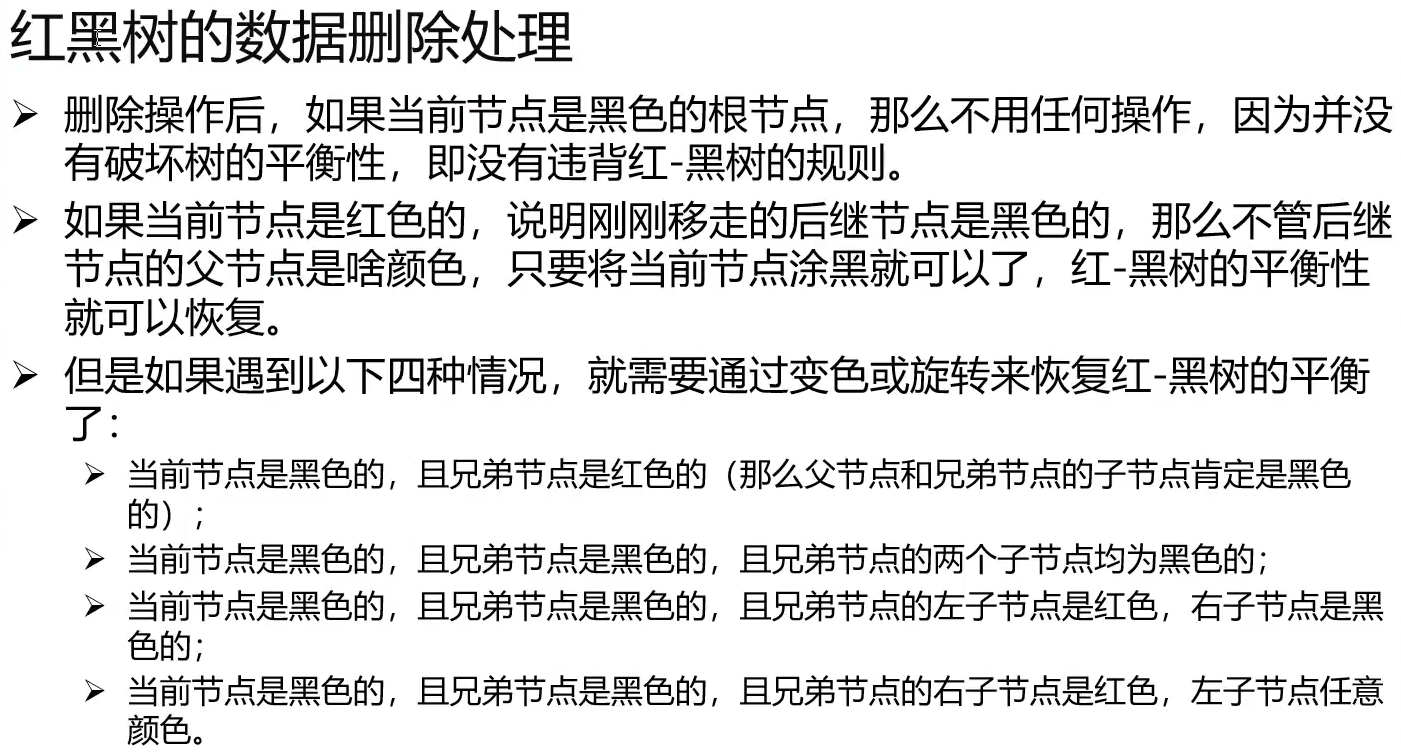 红黑树的数据删除处理
➢ 删除操作后，如果当前节点是黑色的根节点，那么不用任何操作，因为并没
有破坏树的平衡性，即没有违背红-黑树的规则。
➢ 如果当前节点是红色的，说明刚刚移走的后继节点是黑色的，那么不管后继
节点的父节点是啥颜色，只要将当前节点涂黑就可以了，红-黑树的平衡性
就可以恢复。
➢ 但是如果遇到以下四种情况，就需要通过变色或旋转来恢复红-黑树的平衡
了：
➢ 当前节点是黑色的，且兄弟节点是红色的（那么父节点和兄弟节点的子节点肯定是黑色
的）；
➢ 当前节点是黑色的，且兄弟节点是黑色的，且兄弟节点的两个子节点均为黑色的；
➢ 当前节点是黑色的，且兄弟节点是黑色的，且兄弟节点的左子节点是红色，右子节点是黑
色的；
➢ 当前节点是黑色的，且兄弟节点是黑色的，且兄弟节点的右子节点是红色，左子节点任意
颜色。